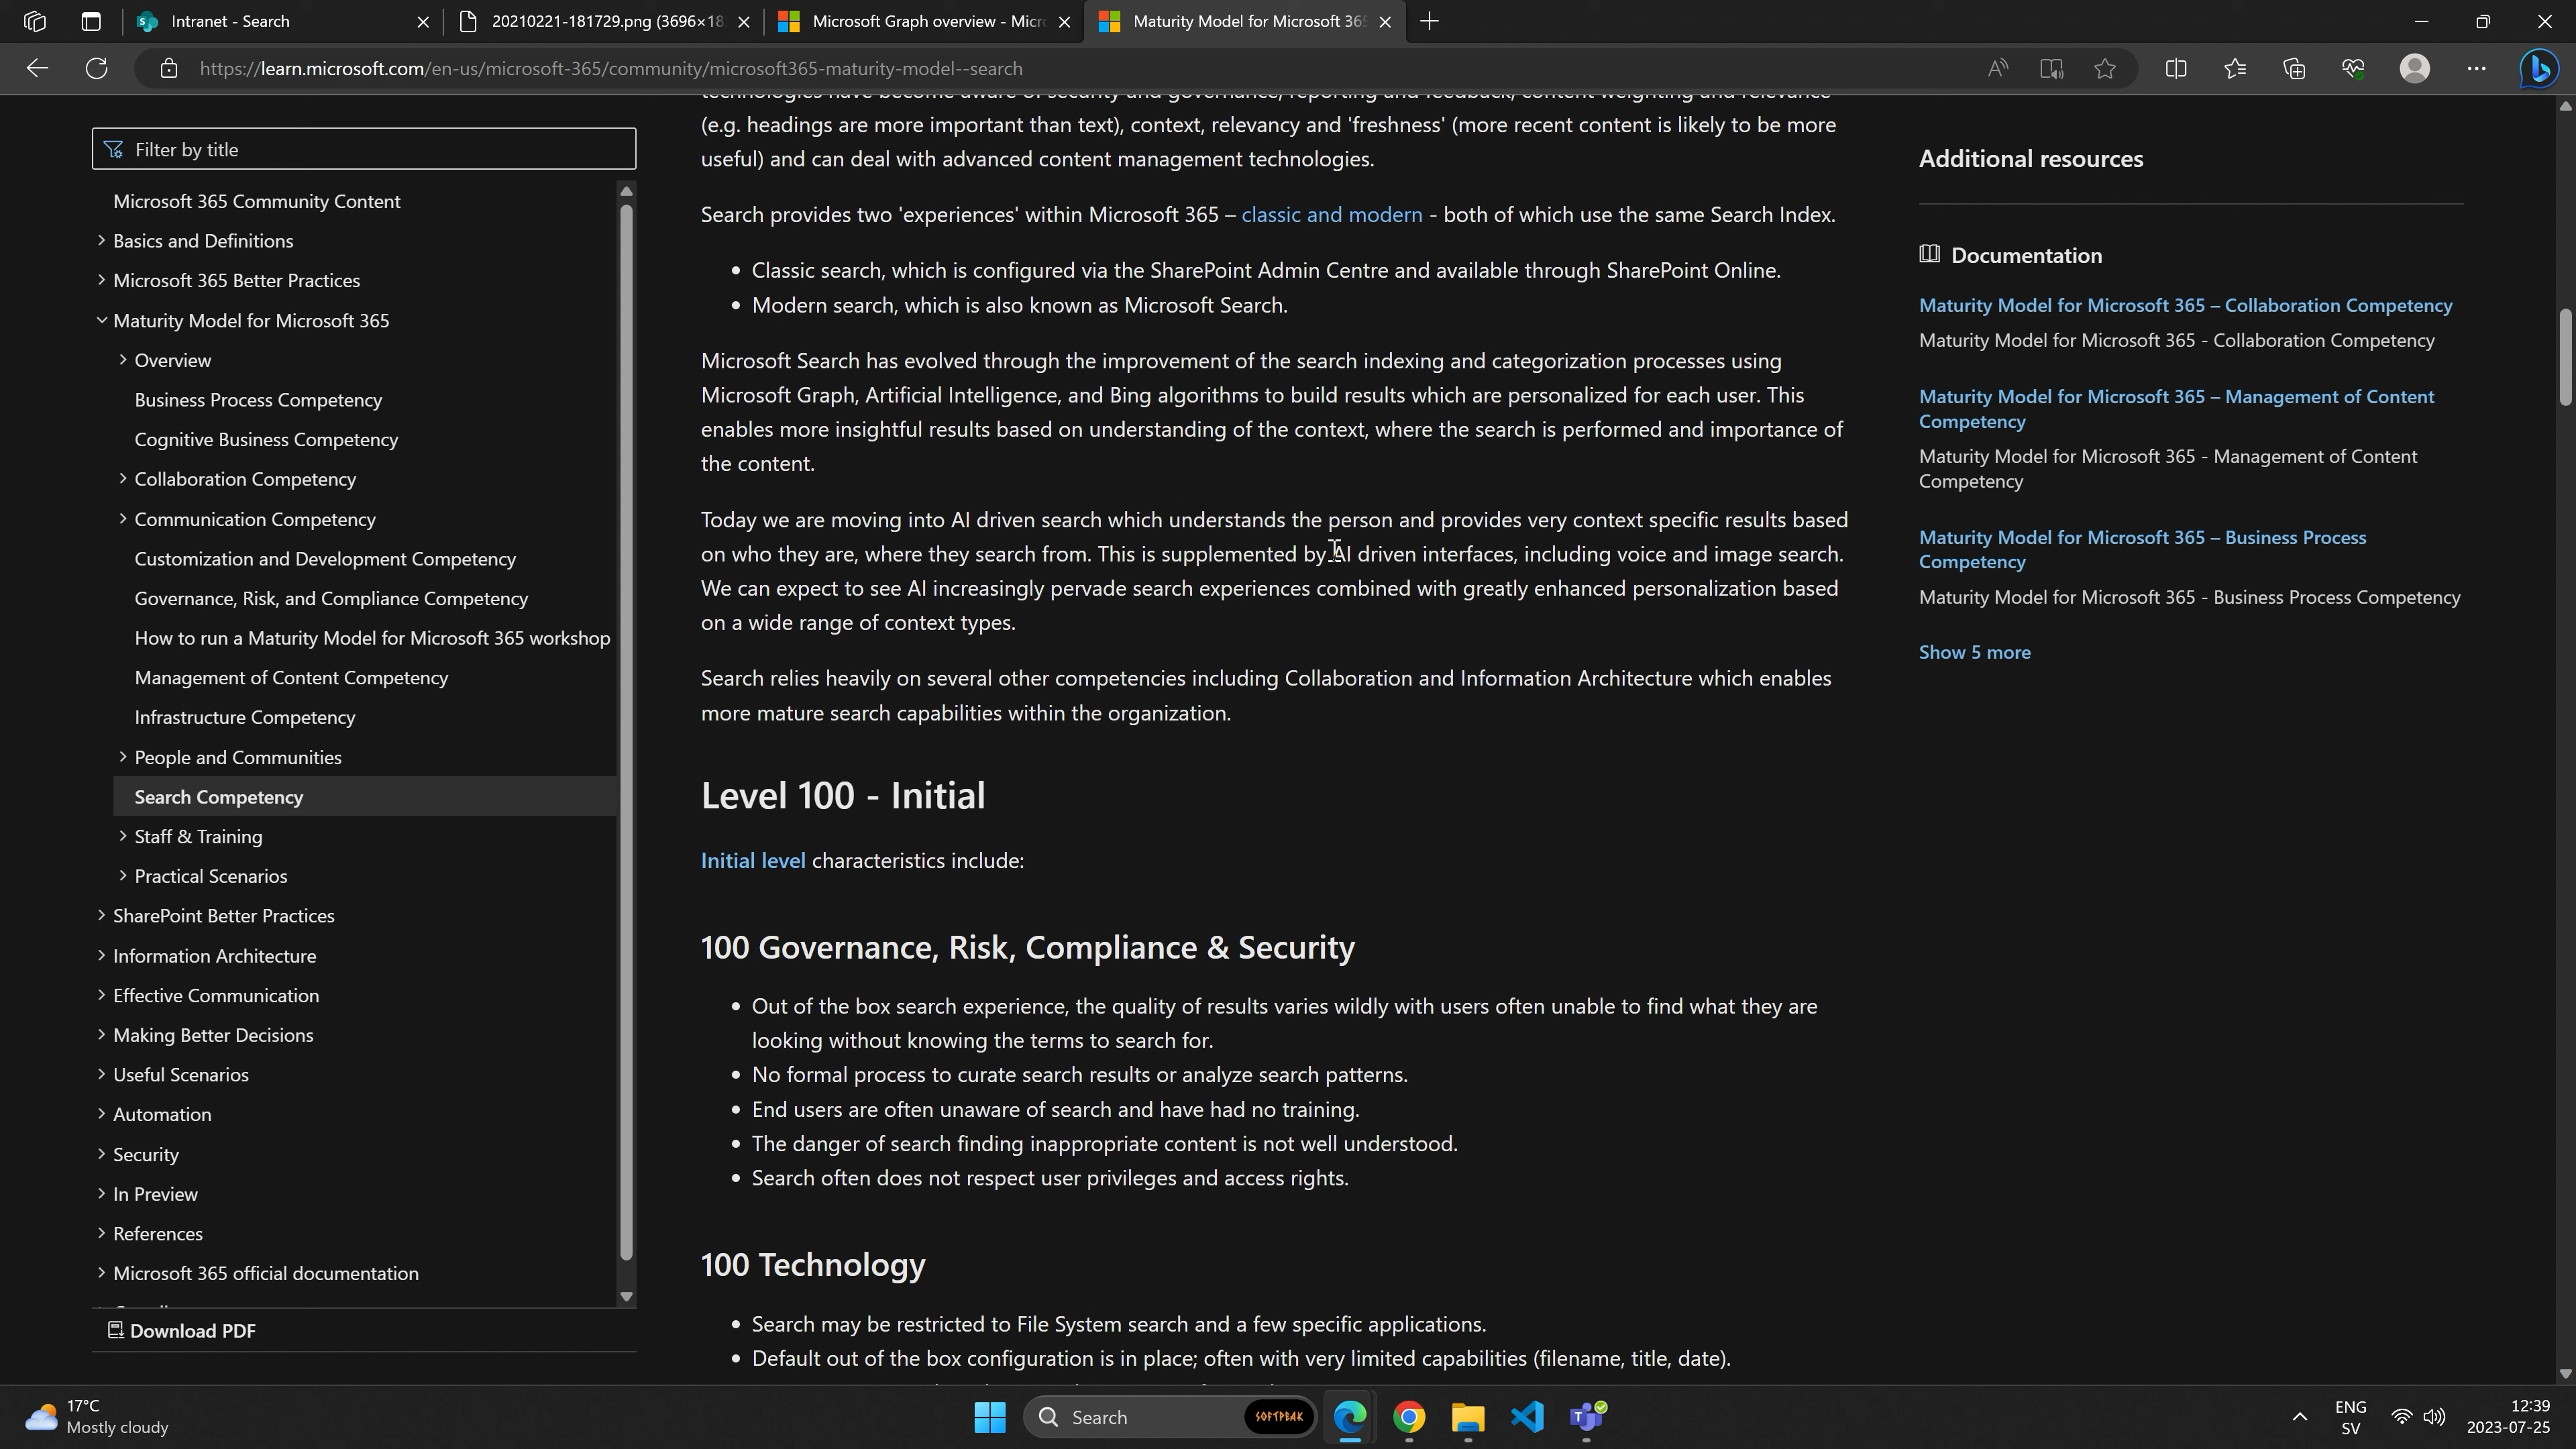 Intranet - Search
20210221-181729.png (3696×18
Microsoft Graph overview - Micro
Maturity Model for Microsoft 365
https://learn.microsoft.com/en-us/microsoft-365/community/microsoft365-maturity-model--search
Filter by title
Microsoft 365 Community Content
Basics and Definitions
Microsoft 365 Better Practices
Maturity Model for Microsoft 365
Overview
Business Process Competency
Cognitive Business Competency
Collaboration Competency
Communication Competency
Customization and Development Competency
Governance, Risk, and Compliance Competency
How to run a Maturity Model for Microsoft 365 workshop
Management of Content Competency
Infrastructure Competency
People and Communities
Search Competency
Staff & Training
Practical Scenarios
SharePoint Better Practices
Information Architecture
Effective Communication
Making Better Decisions
Useful Scenarios
Automation
Security
In Preview
References
Microsoft 365 official documentation
Download PDF
technologies have become aware of security and governance, reporting and feedback, content weighting and relevance
(e.g. headings are more important than text), context, relevancy and 'freshness' (more recent content is likely to be more
useful) and can deal with advanced content management technologies.
Search provides two 'experiences' within Microsoft 365 – classic and modern - both of which use the same Search Index.
• Classic search, which is configured via the SharePoint Admin Centre and available through SharePoint Online.
• Modern search, which is also known as Microsoft Search.
Microsoft Search has evolved through the improvement of the search indexing and categorization processes using
Microsoft Graph, Artificial Intelligence, and Bing algorithms to build results which are personalized for each user. This
enables more insightful results based on understanding of the context, where the search is performed and importance of
the content.
Today we are moving into AI driven search which understands the person and provides very context specific results based
on who they are, where they search from. This is supplemented by AI driven interfaces, including voice and image search.
We can expect to see AI increasingly pervade search experiences combined with greatly enhanced personalization based
on a wide range of context types.
Search relies heavily on several other competencies including Collaboration and Information Architecture which enables
more mature search capabilities within the organization.
Level 100 - Initial
Initial level characteristics include:
100 Governance, Risk, Compliance & Security
• Out of the box search experience, the quality of results varies wildly with users often unable to find what they are
looking without knowing the terms to search for.
• No formal process to curate search results or analyze search patterns.
• End users are often unaware of search and have had no training.
• The danger of search finding inappropriate content is not well understood.
• Search often does not respect user privileges and access rights.
100 Technology
• Search may be restricted to File System search and a few specific applications.
• Default out of the box configuration is in place; often with very limited capabilities (filename, title, date).
Additional resources
Documentation
Maturity Model for Microsoft 365 – Collaboration Competency
Maturity Model for Microsoft 365 - Collaboration Competency
Maturity Model for Microsoft 365 – Management of Content
Competency
Maturity Model for Microsoft 365 - Management of Content
Competency
Maturity Model for Microsoft 365 – Business Process
Competency
Maturity Model for Microsoft 365 - Business Process Competency
Show 5 more
17°C
Mostly cloudy
Search
SOFTPEAK
ENG
SV
12:39
2023-07-25